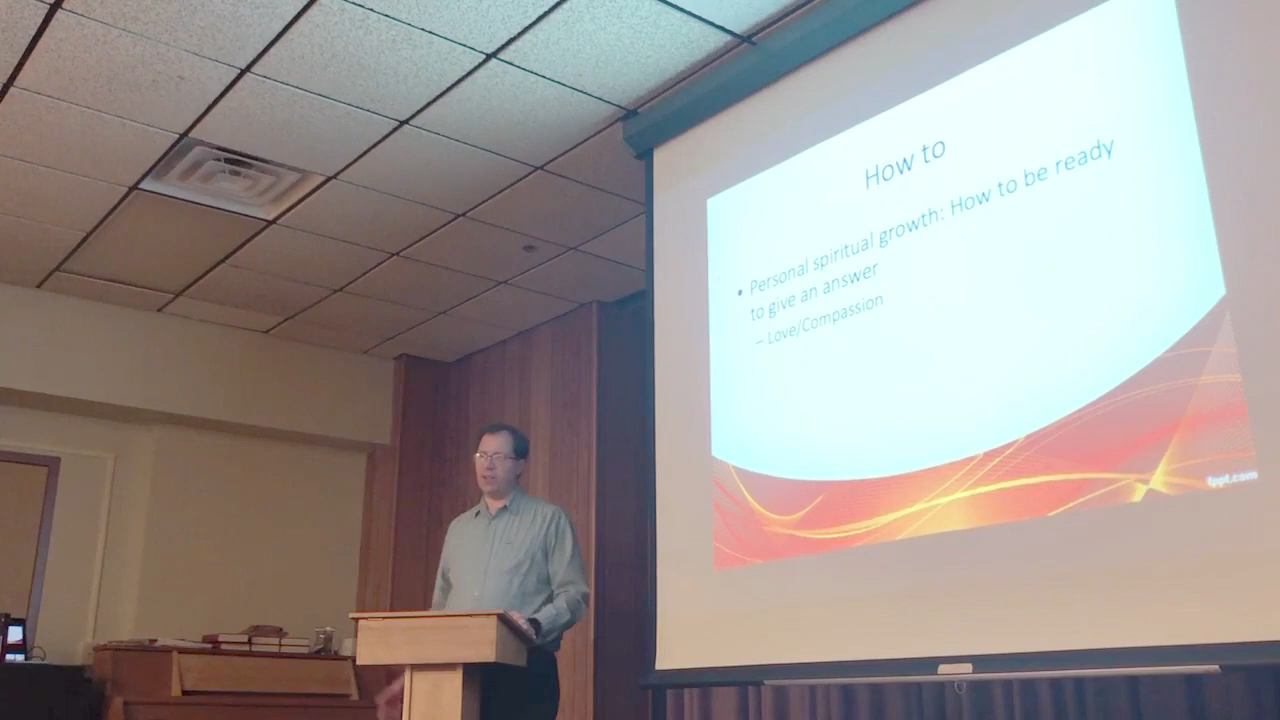 How to
• Personal spiritual growth: How to be ready
to give an answer
– Love/Compassion
fppt.com